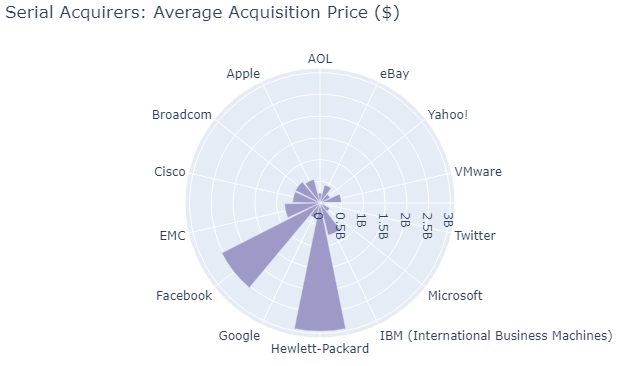 Serial Acquirers: Average Acquisition Price ($)
AOL
Apple
eBay
Broadcom
Yahoo!
Cisco
VMware
0
0.5B
1B
1.5B
2B
2.5B
3B
EMC
Twitter
Facebook
Microsoft
Google
IBM (International Business Machines)
Hewlett-Packard